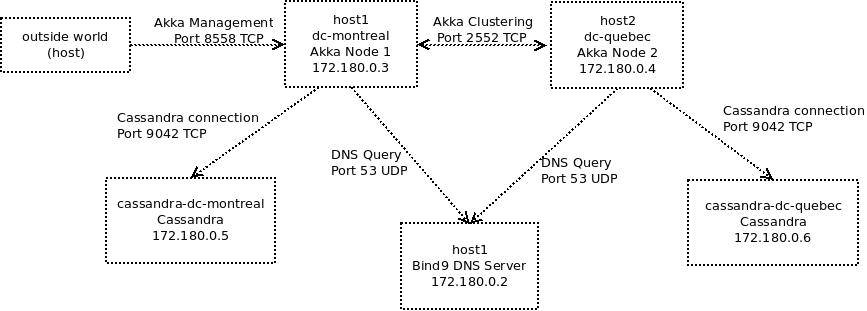 outside world
(host)
Akka Management
Port 8558 TCP
host1
dc-montreal
Akka Node 1
172.180.0.3
Akka Clustering
Port 2552 TCP
host2
dc-quebec
Akka Node 2
172.180.0.4
Cassandra connection
Port 9042 TCP
DNS Query
Port 53 UDP
DNS Query
Port 53 UDP
Cassandra connection
Port 9042 TCP
cassandra-dc-montreal
Cassandra
172.180.0.5
host1
Bind9 DNS Server
172.180.0.2
cassandra-dc-quebec
Cassandra
172.180.0.6